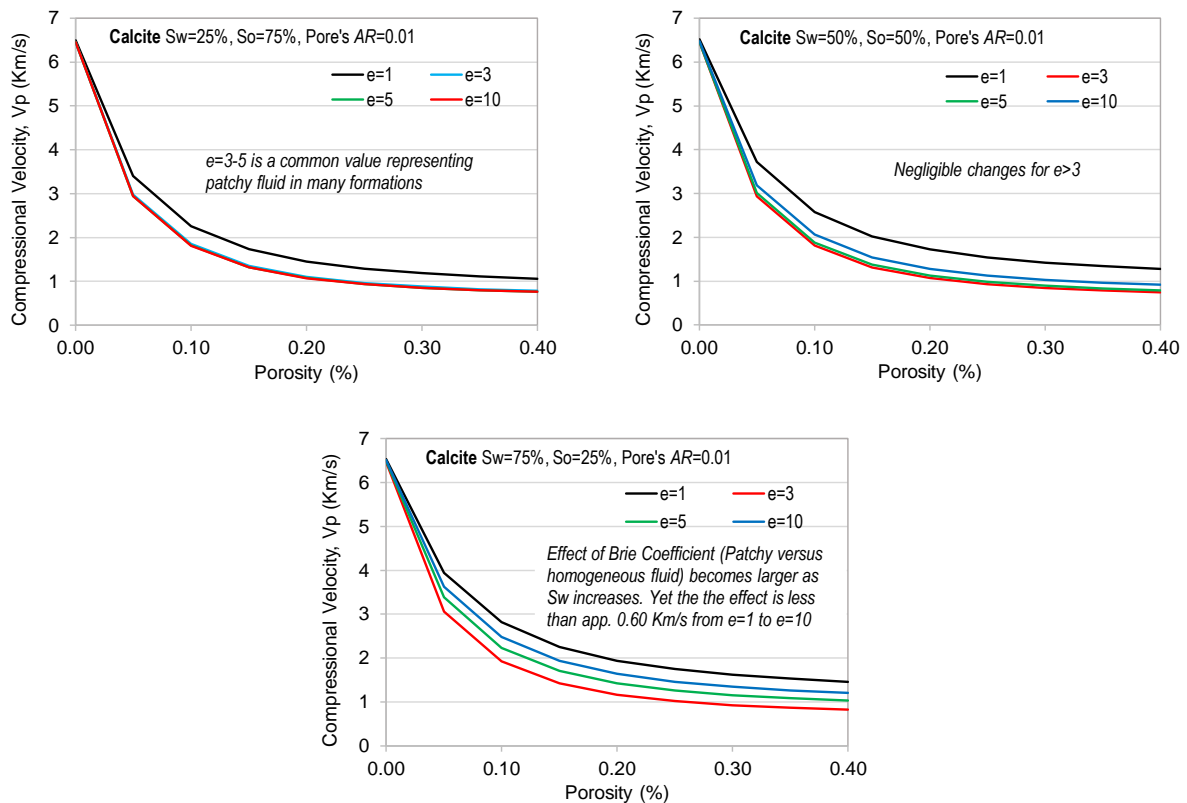 Calcite Sw=25%, So=75%, Pore's AR=0.01
e=1
e=3
e=5
e=10
e=3-5 is a common value representing
patchy fluid in many formations
Compressional Velocity, Vp (Km/s)
7
6
5
4
3
2
1
0
0.00
0.10
0.20
0.30
0.40
Porosity (%)
Calcite Sw=50%, So=50%, Pore's AR=0.01
e=1
e=3
e=5
e=10
Negligible changes for e>3
Compressional Velocity, Vp (Km/s)
7
6
5
4
3
2
1
0
0.00
0.10
0.20
0.30
0.40
Porosity (%)
Calcite Sw=75%, So=25%, Pore's AR=0.01
e=1
e=3
e=5
e=10
Effect of Brie Coefficient (Patchy versus
homogeneous fluid) becomes larger as
Sw increases. Yet the the effect is less
than app. 0.60 Km/s from e=1 to e=10
Compressional Velocity, Vp (Km/s)
7
6
5
4
3
2
1
0
0.00
0.10
0.20
0.30
0.40
Porosity (%)